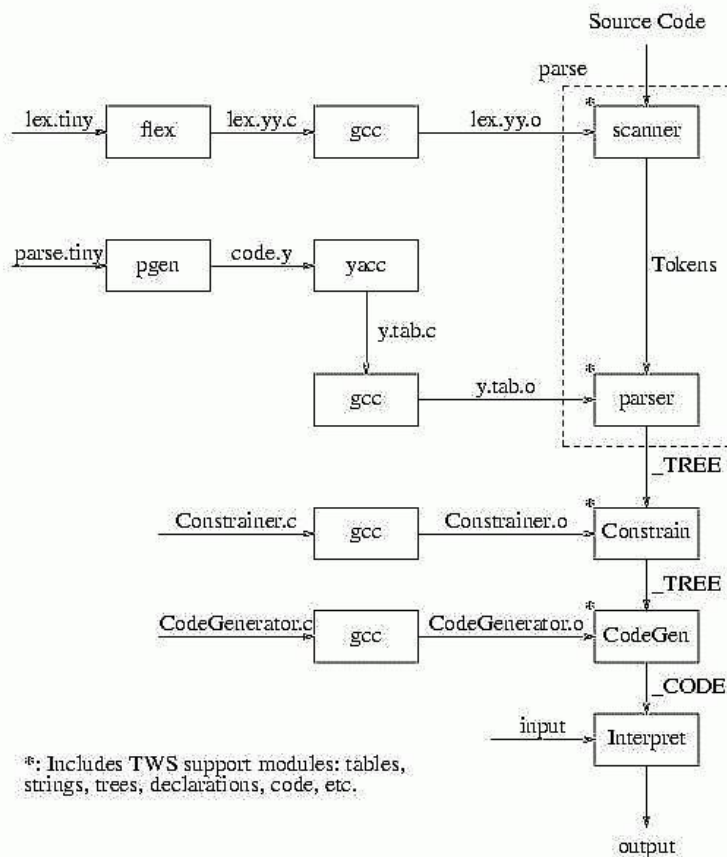 Source Code
parse
lex.tiny flex lex.yy.c gcc lex.yy.o * scanner
parse.tiny pgen code.y yacc Tokens
y.tab.c
gcc y.tab.o * parser
_TREE
Constrainer.c gcc Constrainer.o * Constrain
_TREE
CodeGenerator.c gcc CodeGenerator.o * CodeGen
_CODE
input Interpret
*: Includes TWS support modules: tables,
strings, trees, declarations, code, etc.
output